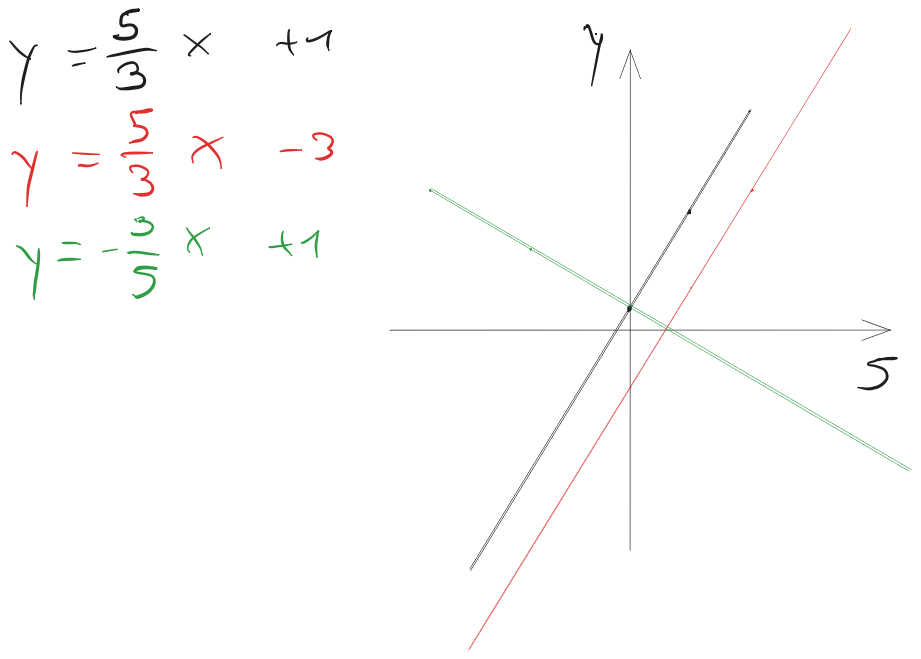 y = 5/3 x +1
y = 5/3 x -3
y = -3/5 x +1
y
5